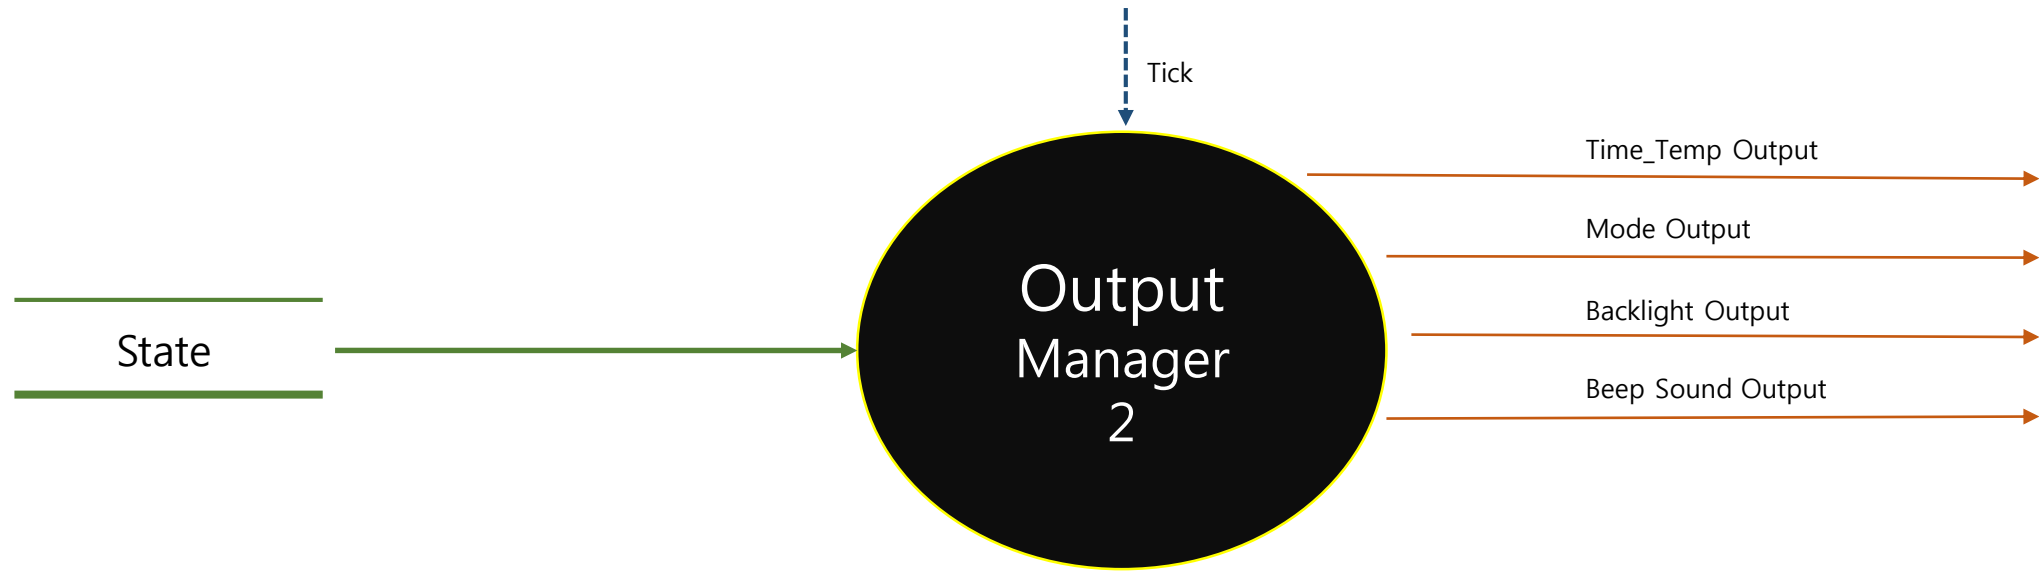 Tick
Time_Temp Output
Mode Output
Backlight Output
Beep Sound Output
State
Output
Manager
2